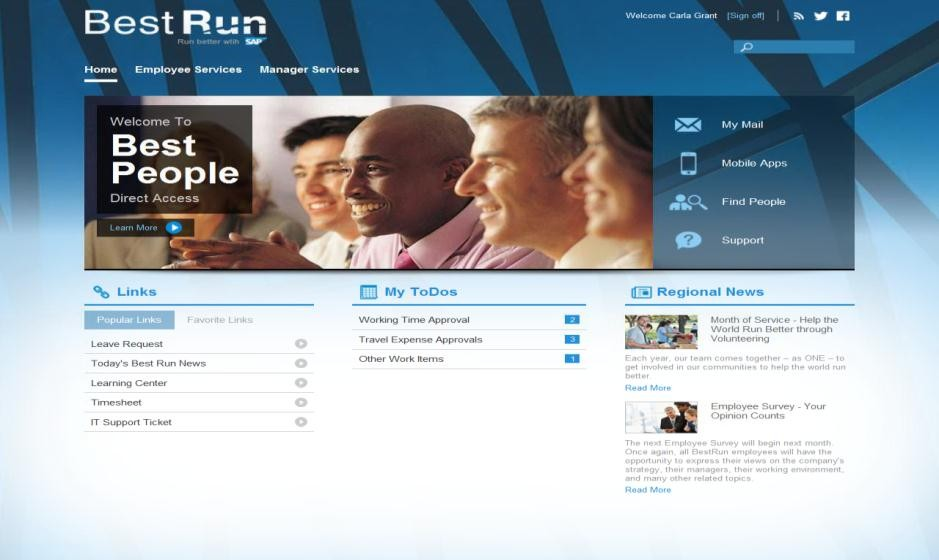 BestRun
Run better with SAP
Welcome Carla Grant [Sign off]
Home Employee Services Manager Services
Welcome To
Best
People
Direct Access
Learn More
My Mail
Mobile Apps
Find People
Support
Links
Popular Links Favorite Links
Leave Request
Today's Best Run News
Learning Center
Timesheet
IT Support Ticket
My ToDos
Working Time Approval 2
Travel Expense Approvals 3
Other Work Items 1
Regional News
Month of Service - Help the
World Run Better through
Volunteering
Each year, our team comes together – as ONE – to
get involved in our communities to help the world run
better.
Read More
Employee Survey - Your
Opinion Counts
The next Employee Survey will begin next month.
Once again, all BestRun employees will have the
opportunity to express their views on the company's
strategy, their managers, their working environment,
and many other related topics.
Read More